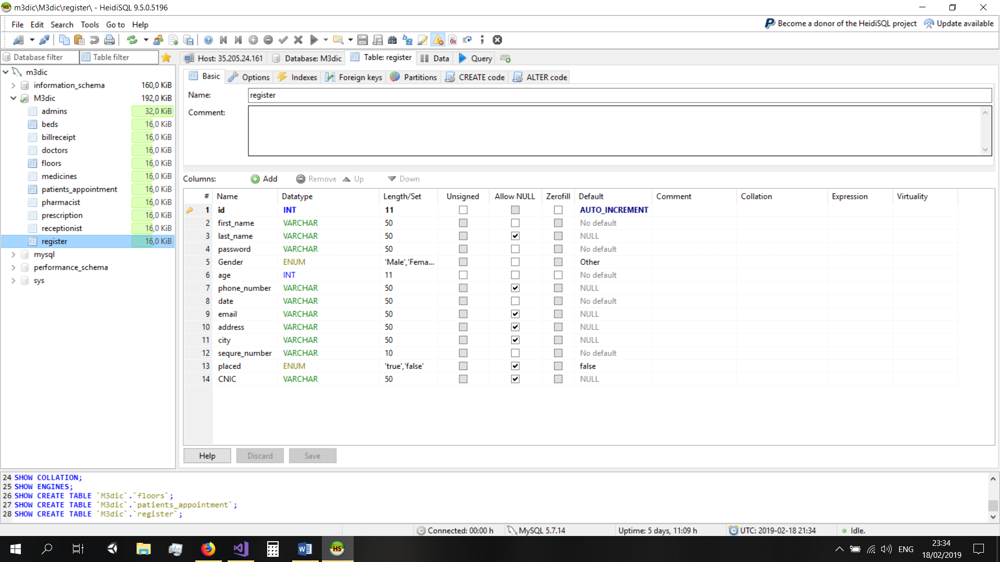 m3dic\M3dic\register\ - HeidiSQL 9.5.0.5196
File Edit Search Tools Go to Help
Become a donor of the HeidiSQL project Update available
Database filter Table filter
Host: 35.205.24.161 Database: M3dic Table: register Data Query
m3dic
information_schema 160,0 KiB
M3dic 192,0 KiB
admins 32,0 KiB
beds 16,0 KiB
billreceipt 16,0 KiB
doctors 16,0 KiB
floors 16,0 KiB
medicines 16,0 KiB
patients_appointment 16,0 KiB
pharmacist 16,0 KiB
prescription 16,0 KiB
receptionist 16,0 KiB
register 16,0 KiB
mysql
performance_schema
sys
Basic Options Indexes Foreign keys Partitions CREATE code ALTER code
Name: register
Comment:
Columns: Add Remove Up Down
# Name Datatype Length/Set Unsigned Allow NULL Zerofill Default Comment Collation Expression Virtuality
1 id INT 11 AUTO_INCREMENT
2 first_name VARCHAR 50 No default
3 last_name VARCHAR 50 NULL
4 password VARCHAR 50 No default
5 Gender ENUM 'Male','Fema... Other
6 age INT 11 No default
7 phone_number VARCHAR 50 NULL
8 date VARCHAR 50 No default
9 email VARCHAR 50 NULL
10 address VARCHAR 50 NULL
11 city VARCHAR 50 NULL
12 sequre_number VARCHAR 10 No default
13 placed ENUM 'true','false' false
14 CNIC VARCHAR 50 NULL
Help Discard Save
24 SHOW COLLATION;
25 SHOW ENGINES;
26 SHOW CREATE TABLE `M3dic`.`floors`;
27 SHOW CREATE TABLE `M3dic`.`patients_appointment`;
28 SHOW CREATE TABLE `M3dic`.`register`;
Connected: 00:00 h MySQL 5.7.14 Uptime: 5 days, 11:09 h UTC: 2019-02-18 21:34 Idle.
HS
ENG
23:34
18/02/2019